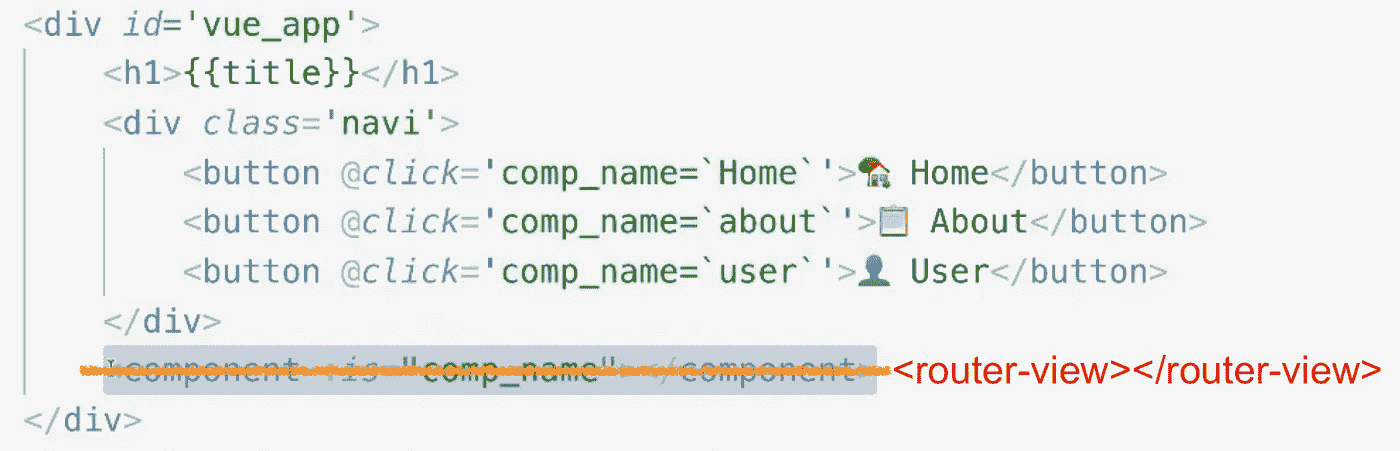 <div id='vue_app'>
<h1>{{title}}</h1>
<div class='navi'>
<button @click='comp_name=`Home`'>🏡 Home</button>
<button @click='comp_name=`about`'>📋 About</button>
<button @click='comp_name=`user`'>👤 User</button>
</div>
<component :is="comp_name"></component> <router-view></router-view>
</div>